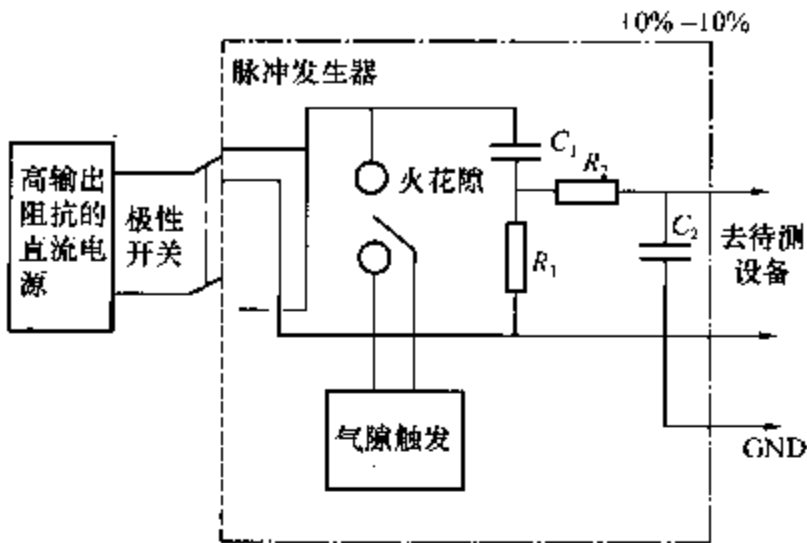 +0% -10%
脉冲发生器
高输出
阻抗的
直流电
源
极性
开关
火花隙
C1
R2
R1
C2
去待测
设备
气隙触发
GND